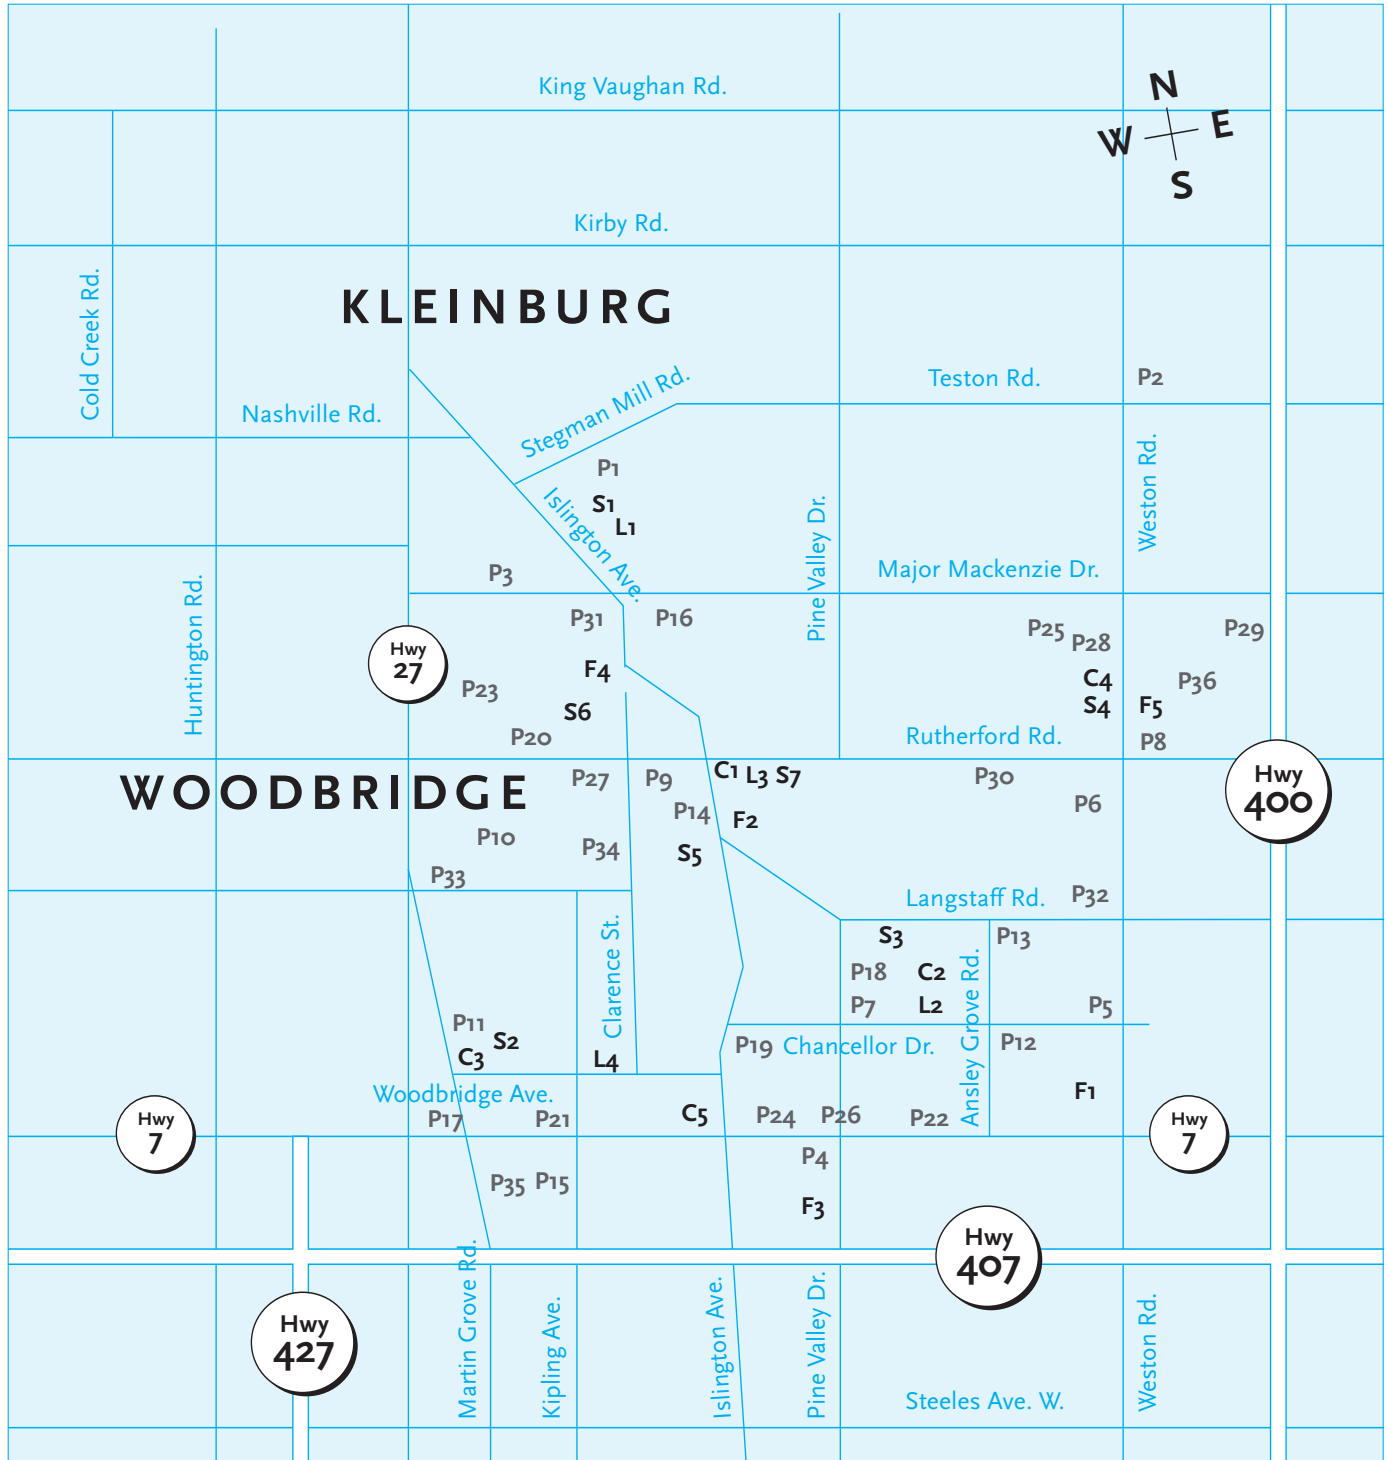 King Vaughan Rd.
N
W
E
S
Kirby Rd.
Cold Creek Rd.
KLEINBURG
Teston Rd.
P2
Stegman Mill Rd.
Nashville Rd.
P1
S1
L1
Islington Ave.
Pine Valley Dr.
Weston Rd.
P3
Major Mackenzie Dr.
Huntington Rd.
P31
P16
P25
P28
P29
Hwy
27
F4
C4
P36
P23
S6
S4
F5
P20
Rutherford Rd.
P8
WOODBRIDGE
P27
P9
C1 L3 S7
P30
Hwy
400
P14
F2
P6
P10
P34
S5
P33
Langstaff Rd.
P32
Clarence St.
S3
P13
P18
C2
Ansley Grove Rd.
P7
L2
P5
P11
S2
C3
L4
P19
Chancellor Dr.
P12
Woodbridge Ave.
F1
Hwy
7
P17
P21
C5
P24
P26
P22
Hwy
7
P4
P35
P15
F3
Hwy
407
Hwy
427
Martin Grove Rd.
Kipling Ave.
Islington Ave.
Pine Valley Dr.
Steeles Ave. W.
Weston Rd.